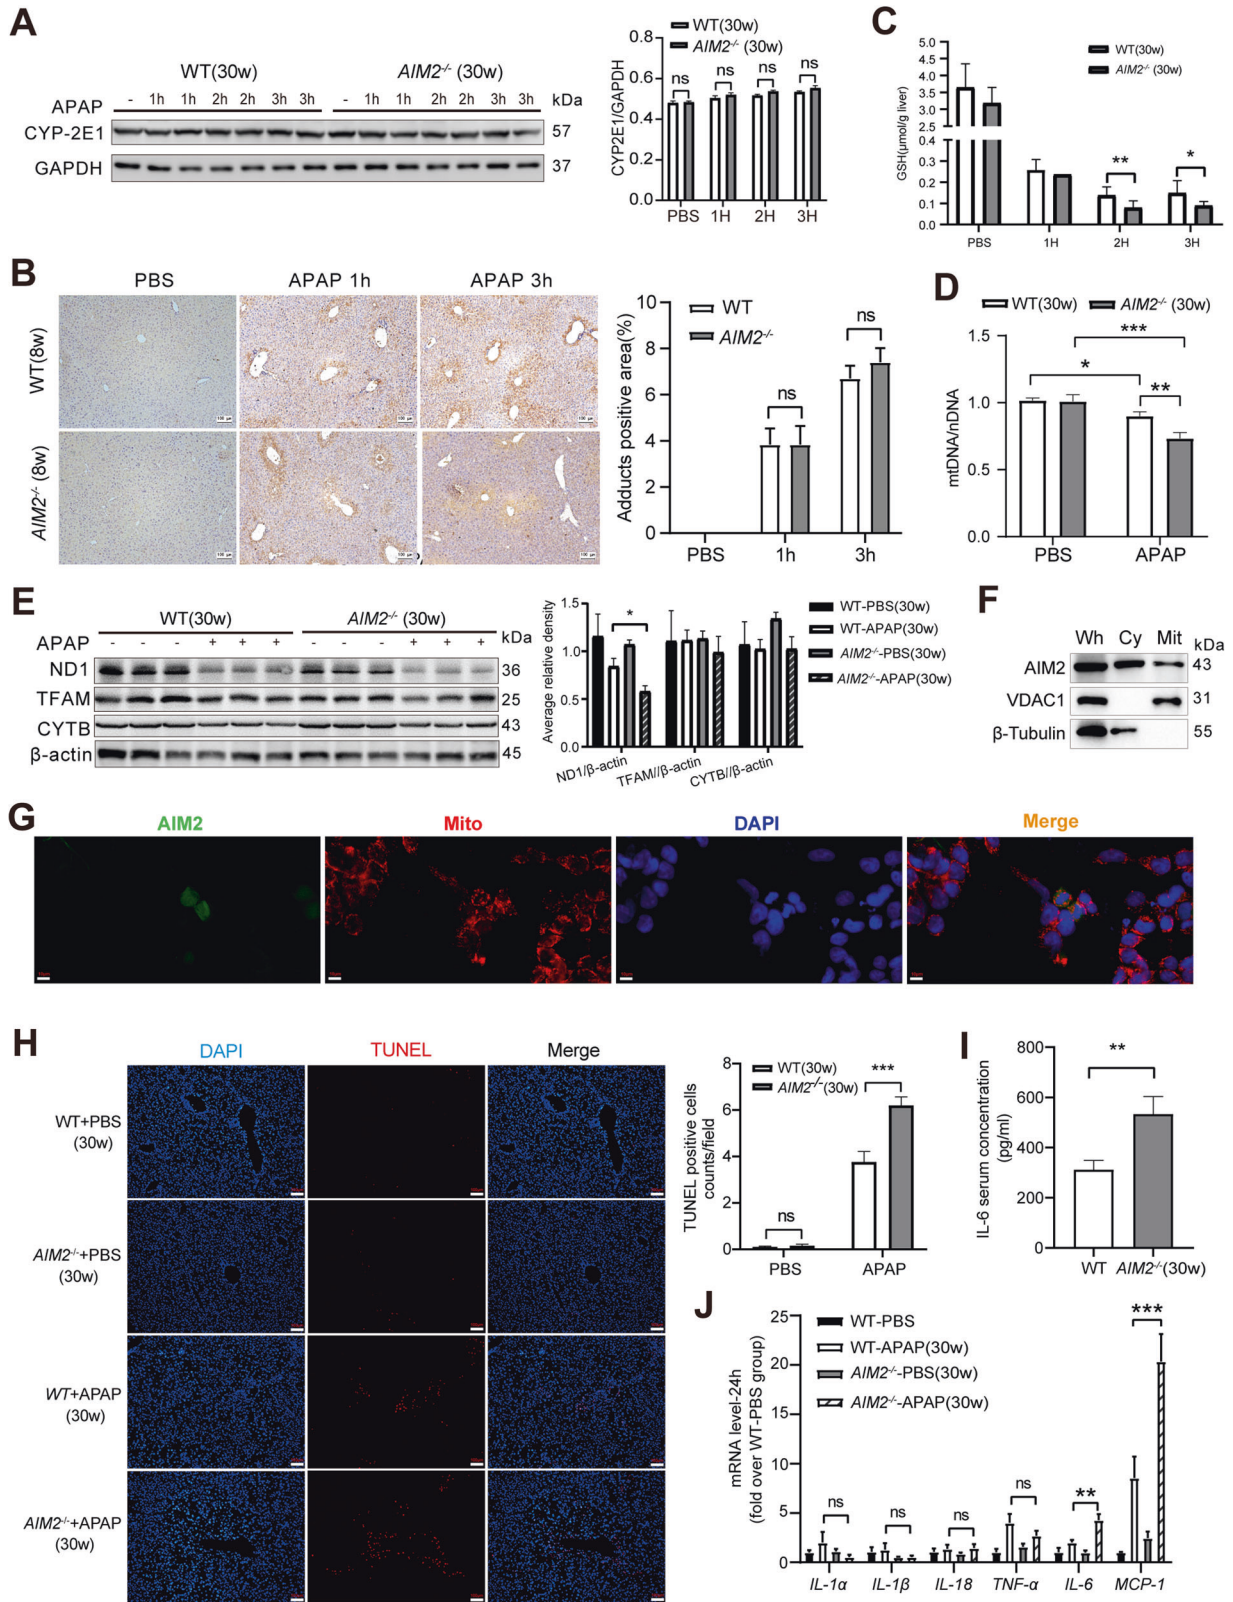 A
WT(30w)
AIM2-/- (30w)
APAP
- 1h 1h 2h 2h 3h 3h - 1h 1h 2h 2h 3h 3h
kDa
CYP-2E1
57
GAPDH
37
WT(30w)
AIM2-/- (30w)
CYP2E1/GAPDH
0.8
0.6
0.4
0.2
0.0
ns ns ns ns
PBS 1H 2H 3H
C
WT(30w)
AIM2-/- (30w)
GSH(μmol/g liver)
5.0
4.5
4.0
3.5
3.0
2.5
0.4
0.3
0.2
0.1
0.0
** *
PBS 1H 2H 3H
B
PBS APAP 1h APAP 3h
WT(8w)
AIM2-/- (8w)
100 μm 100 μm 100 μm
100 μm 100 μm 100 μm
WT
AIM2-/-
Adducts positive area(%)
10
8
6
4
2
0
ns ns
PBS 1h 3h
D
WT(30w) AIM2-/- (30w)
mtDNA/nDNA
1.5
1.0
0.5
0.0
***
* **
PBS APAP
E
WT(30w) AIM2-/- (30w)
APAP - - - + + + - - - + + +
kDa
ND1 36
TFAM 25
CYTB 43
β-actin 45
Average relative density
1.5
1.0
0.5
0.0
*
ND1/β-actin TFAM//β-actin CYTB//β-actin
WT-PBS(30w)
WT-APAP(30w)
AIM2-/--PBS(30w)
AIM2-/--APAP(30w)
F
Wh Cy Mit
kDa
AIM2 43
VDAC1 31
β-Tubulin 55
G
AIM2 Mito DAPI Merge
H
DAPI TUNEL Merge
WT+PBS
(30w)
AIM2-/-+PBS
(30w)
WT+APAP
(30w)
AIM2-/-+APAP
(30w)
WT(30w)
AIM2-/-(30w)
TUNEL positive cells
counts/field
8
6
4
2
0
ns ***
PBS APAP
I
IL-6 serum concentration
(pg/ml)
800
600
400
200
0
**
WT AIM2-/-(30w)
J
WT-PBS
WT-APAP(30w)
AIM2-/--PBS(30w)
AIM2-/--APAP(30w)
mRNA level-24h
(fold over WT-PBS group)
25
20
15
10
5
0
ns ns ns ns ** ***
IL-1α IL-1β IL-18 TNF-α IL-6 MCP-1